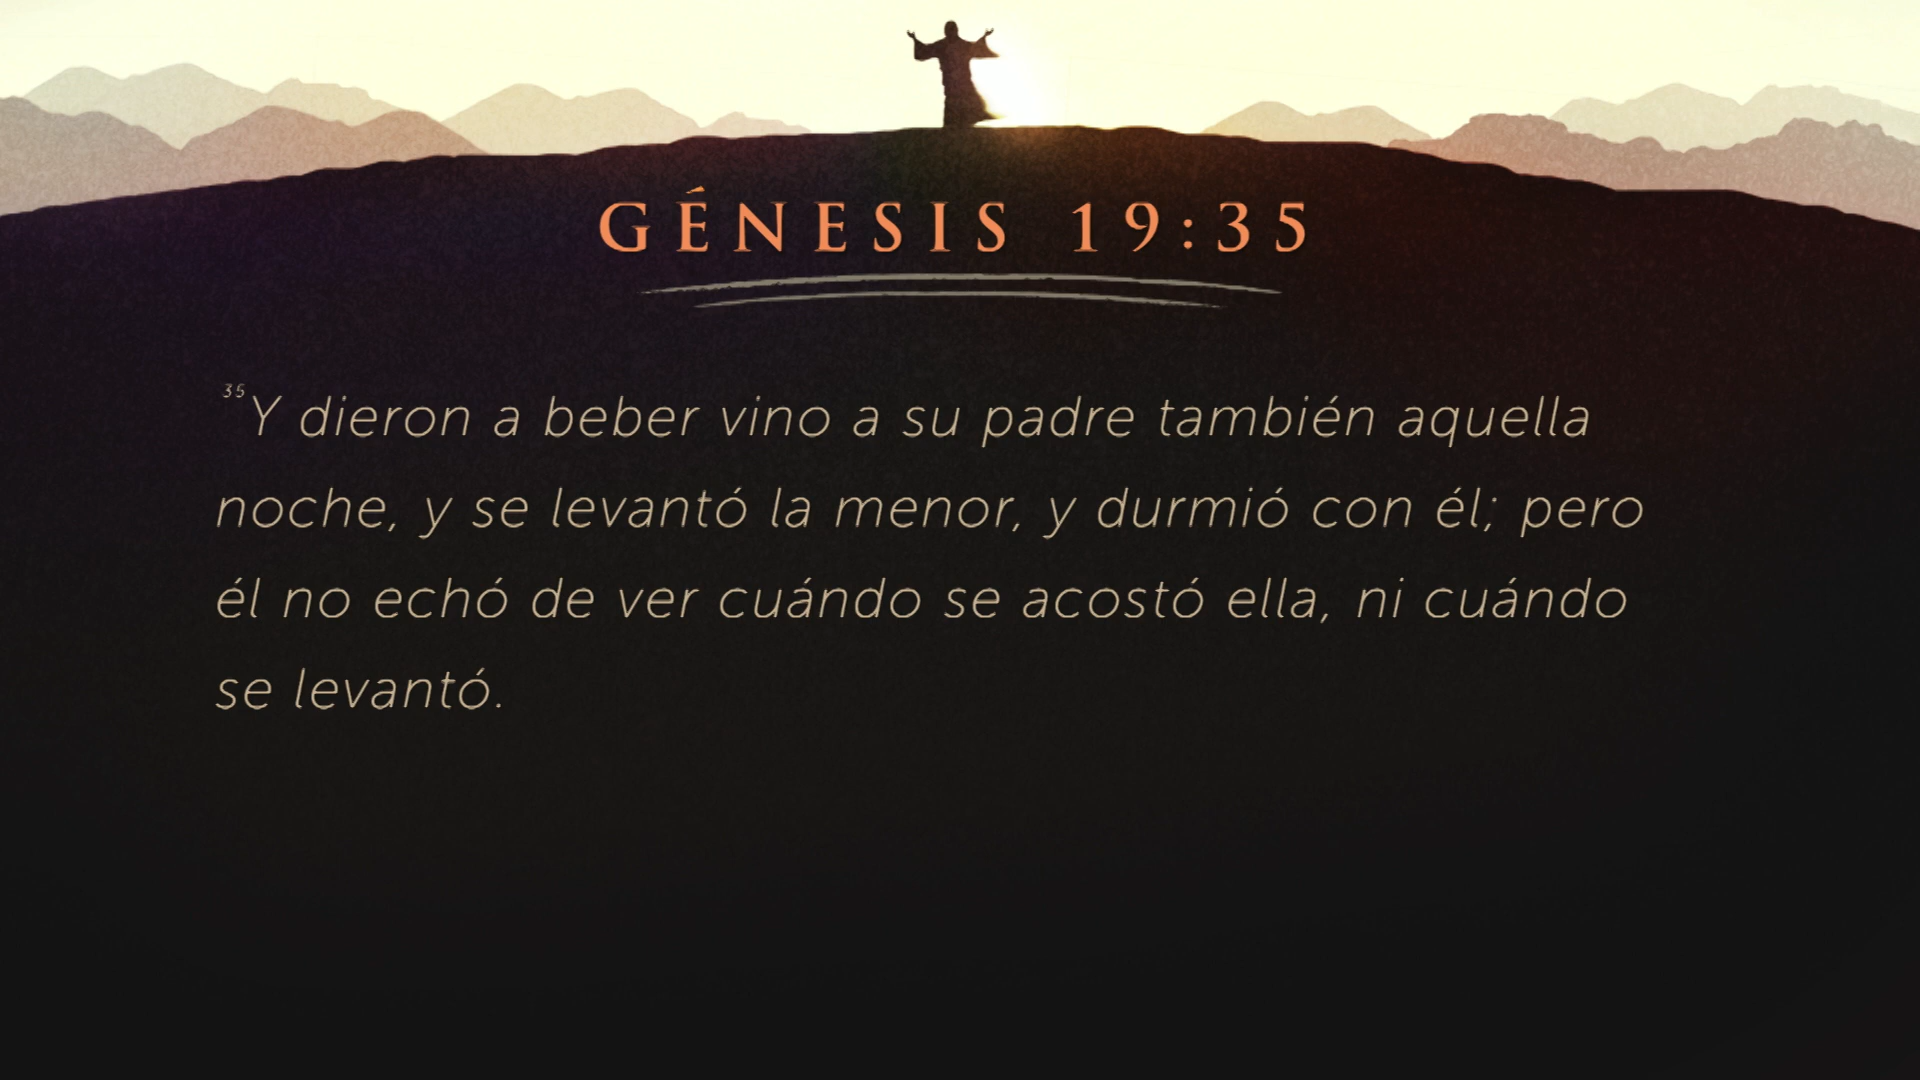 GÉNESIS 19:35
35 Y dieron a beber vino a su padre también aquella
noche, y se levantó la menor, y durmió con él; pero
él no echó de ver cuándo se acostó ella, ni cuándo
se levantó.